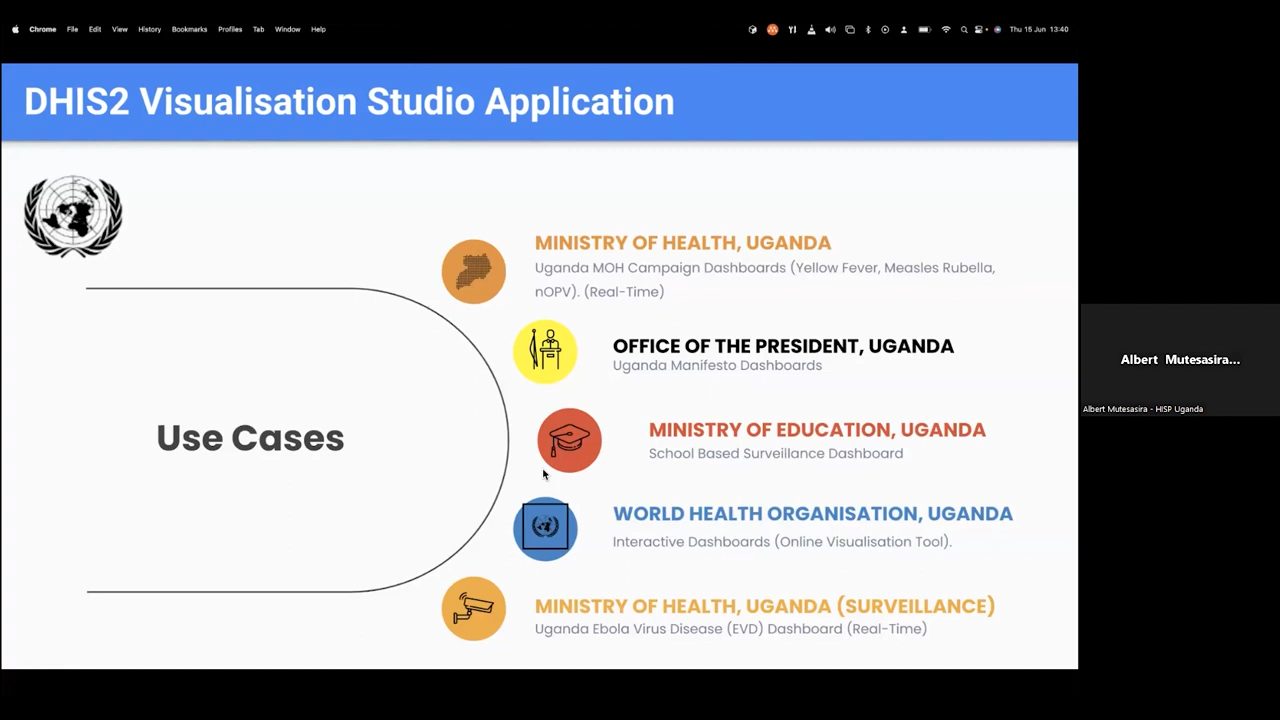 Chrome File Edit View History Bookmarks Profiles Tab Window Help Thu 15 Jun 13:40
DHIS2 Visualisation Studio Application
MINISTRY OF HEALTH, UGANDA
Uganda MOH Campaign Dashboards (Yellow Fever, Measles Rubella,
nOPV). (Real-Time)
OFFICE OF THE PRESIDENT, UGANDA
Uganda Manifesto Dashboards
Use Cases
MINISTRY OF EDUCATION, UGANDA
School Based Surveillance Dashboard
WORLD HEALTH ORGANISATION, UGANDA
Interactive Dashboards (Online Visualisation Tool).
MINISTRY OF HEALTH, UGANDA (SURVEILLANCE)
Uganda Ebola Virus Disease (EVD) Dashboard (Real-Time)
Albert Mutesasira...
Albert Mutesasira - HISP Uganda